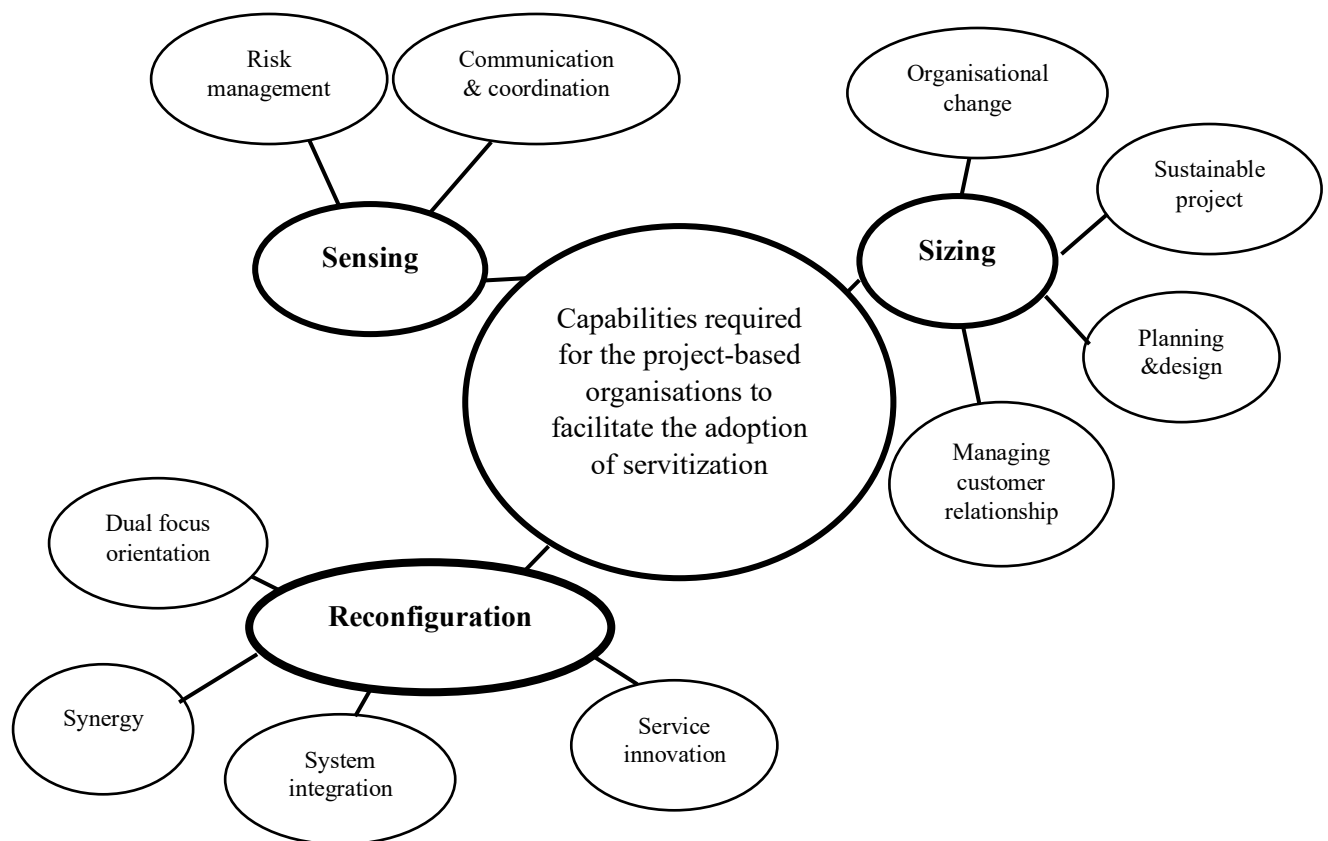 Risk
management
Communication
& coordination
Organisational
change
Sustainable
project
Sensing
Sizing
Capabilities required
for the project-based
organisations to
facilitate the adoption
of servitization
Planning
&design
Managing
customer
relationship
Dual focus
orientation
Reconfiguration
Synergy
System
integration
Service
innovation